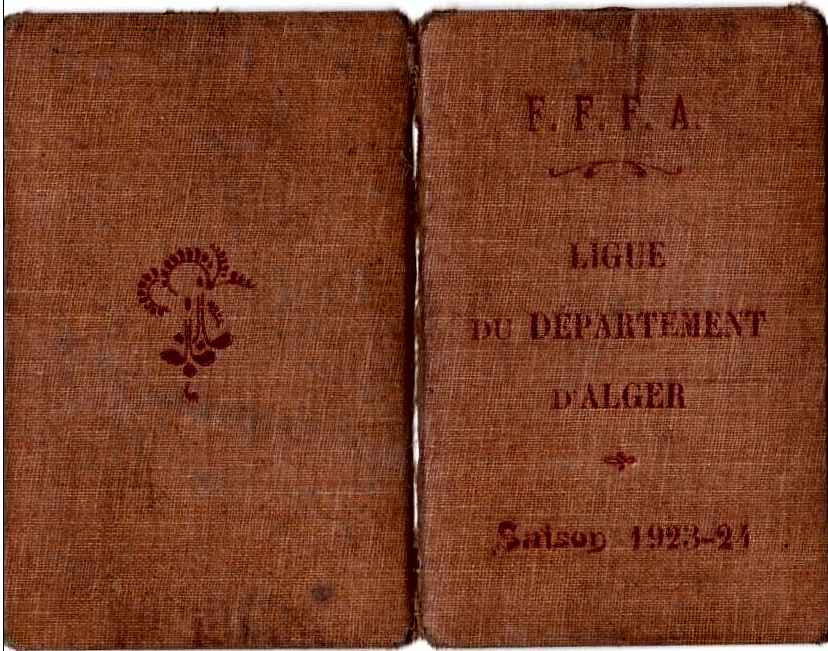 F. F. F. A.
LIGUE
DU DÉPARTEMENT
D'ALGER
Saison 1923-24